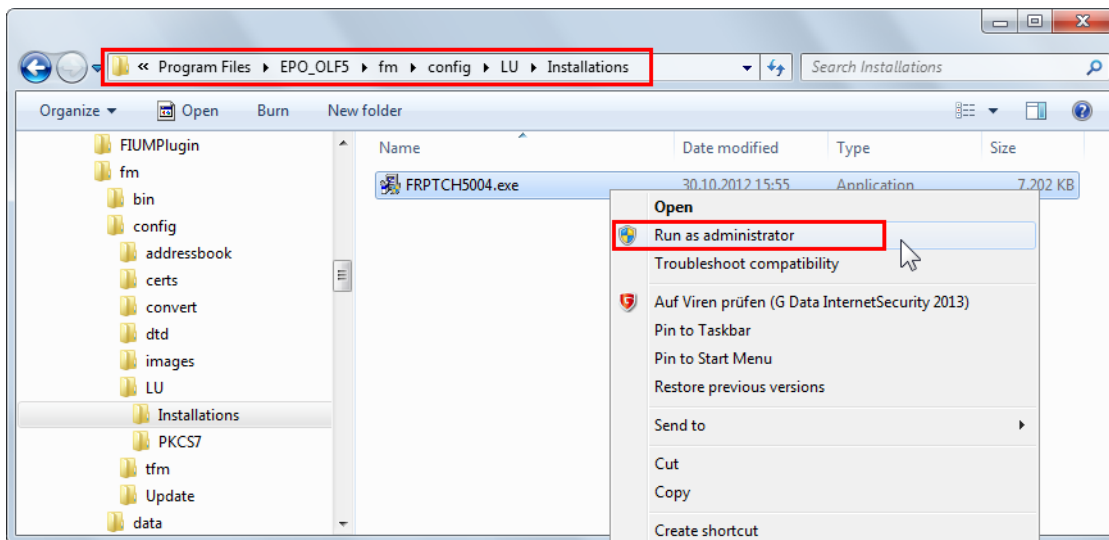 « Program Files EPO_OLF5 fm config LU Installations
Search Installations
Organize Open Burn New folder
Name Date modified Type Size
FRPTCH5004.exe 30.10.2012 15:55 Application 7.202 KB
FIUMPlugin
fm
bin
config
addressbook
certs
convert
dtd
images
LU
Installations
PKCS7
tfm
Update
data
Open
Run as administrator
Troubleshoot compatibility
Auf Viren prüfen (G Data InternetSecurity 2013)
Pin to Taskbar
Pin to Start Menu
Restore previous versions
Send to
Cut
Copy
Create shortcut